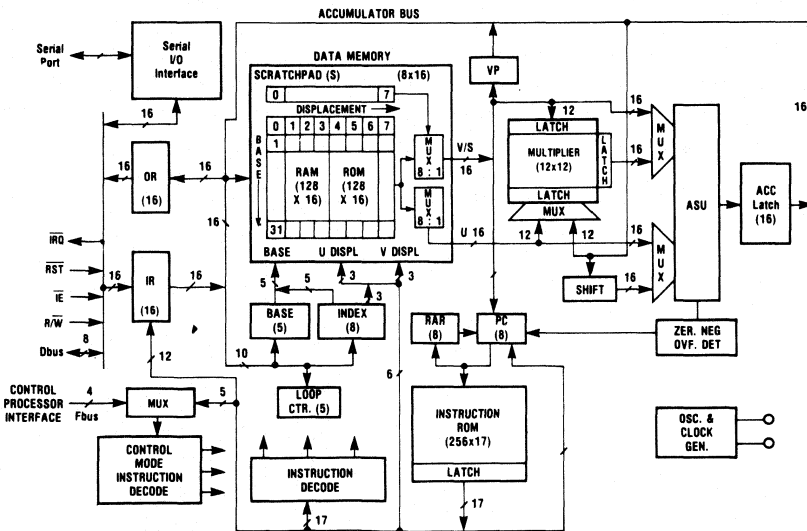 ACCUMULATOR BUS
Serial Port
Serial I/O Interface
16
DATA MEMORY
SCRATCHPAD (S) (8x16)
0 7
DISPLACEMENT
0 1 2 3 4 5 6 7
1
31
BASE
RAM (128 X 16)
ROM (128 X 16)
MUX 8:1
MUX 8:1
V/S
16
U 16
BASE U DISPL V DISPL
VP
12
LATCH
MULTIPLIER (12x12)
LATCH
LATCH
MUX
12
12
16
16
MUX
16
16
MUX
SHIFT
ASU
16
ACC Latch (16)
ZER. NEG OVF. DET
16
OR (16)
16
16
IRQ
RST
IE
R/W
Dbus
8
16
IR (16)
16
12
5
5
3
3
3
BASE (5)
INDEX (8)
10
LOOP CTR. (5)
6
RAR (8)
PC (8)
INSTRUCTION ROM (256x17)
LATCH
17
OSC. & CLOCK GEN.
CONTROL PROCESSOR INTERFACE
4
Fbus
MUX
5
CONTROL MODE INSTRUCTION DECODE
INSTRUCTION DECODE
17